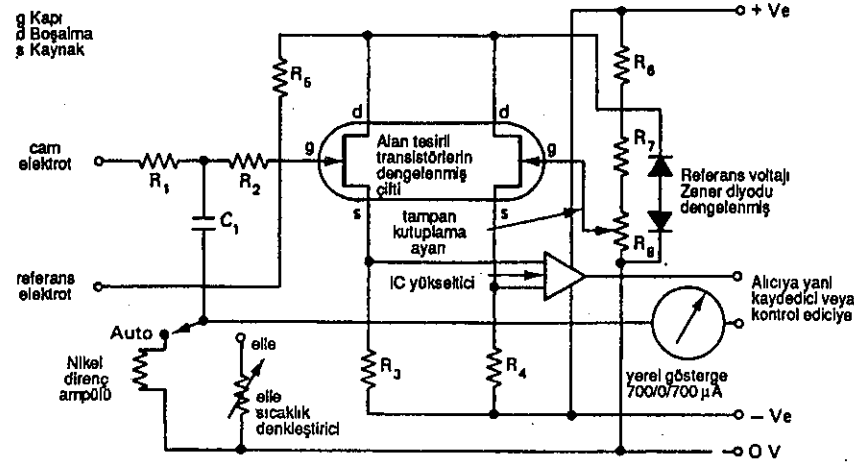 g Kapı
d Boşalma
s Kaynak
+ Ve
R₅
R₆
d
d
cam
elektrot
R₁
R₂
g
Alan tesirli
transistörlerin
dengelenmiş
çifti
g
R₇
Referans voltajı
Zener diyodu
dengelenmiş
C₁
s
s
tampon
kutuplama
ayarı
R₈
referans
elektrot
IC yükseltici
Alıcıya yani
kaydedici veya
kontrol ediciye
Auto
elle
Nikel
direnç
ampülü
R₃
R₄
elle
sıcaklık
denkleştirici
yerel gösterge
700/0/700 µA
– Ve
O V